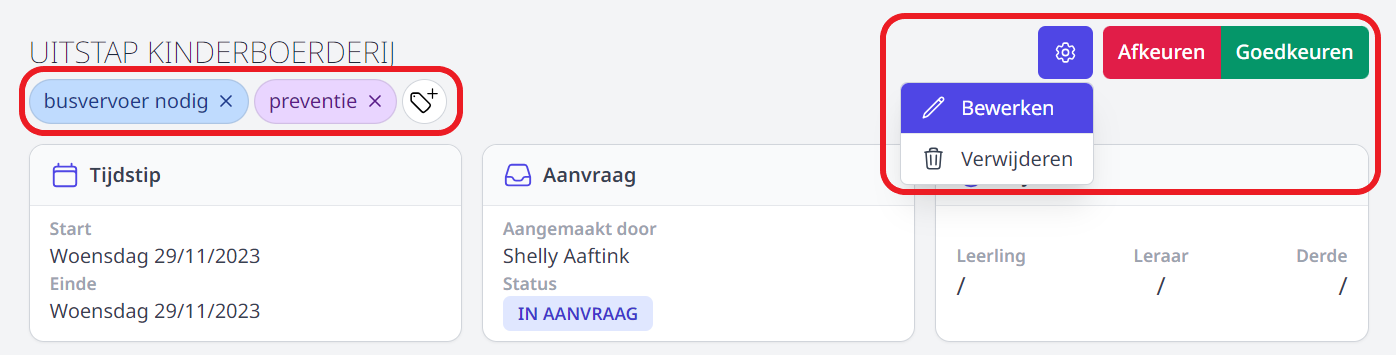 UITSTAP KINDERBOERDERIJ
Afkeuren
Goedkeuren
busvervoer nodig
preventie
Bewerken
Verwijderen
Tijdstip
Start
Woensdag 29/11/2023
Einde
Woensdag 29/11/2023
Aanvraag
Aangemaakt door
Shelly Aaftink
Status
IN AANVRAAG
Leerling Leraar Derde
/ / /